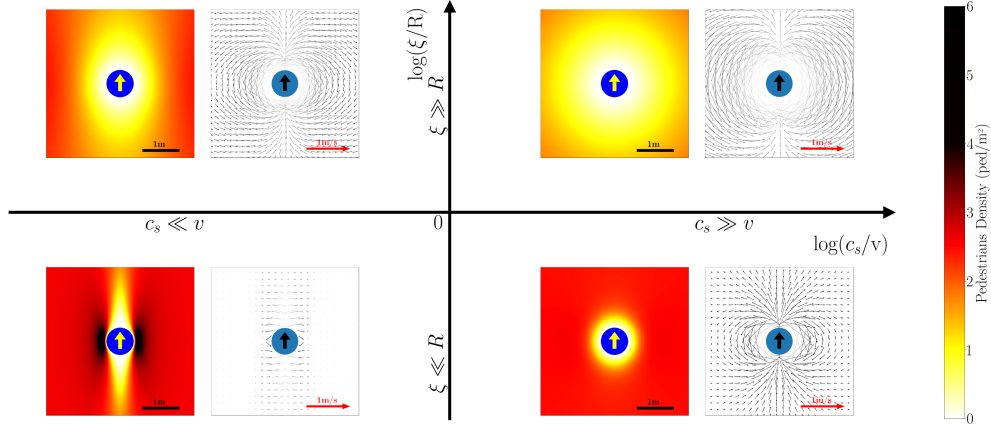 log(ξ/R)
ξ ≫ R
1m
1m/s
1m
1m/s
c_s ≪ v
0
c_s ≫ v
log(c_s/v)
ξ ≪ R
1m
1m/s
1m
1m/s
6
5
4
3
2
1
0
Pedestrians Density (ped/m²)